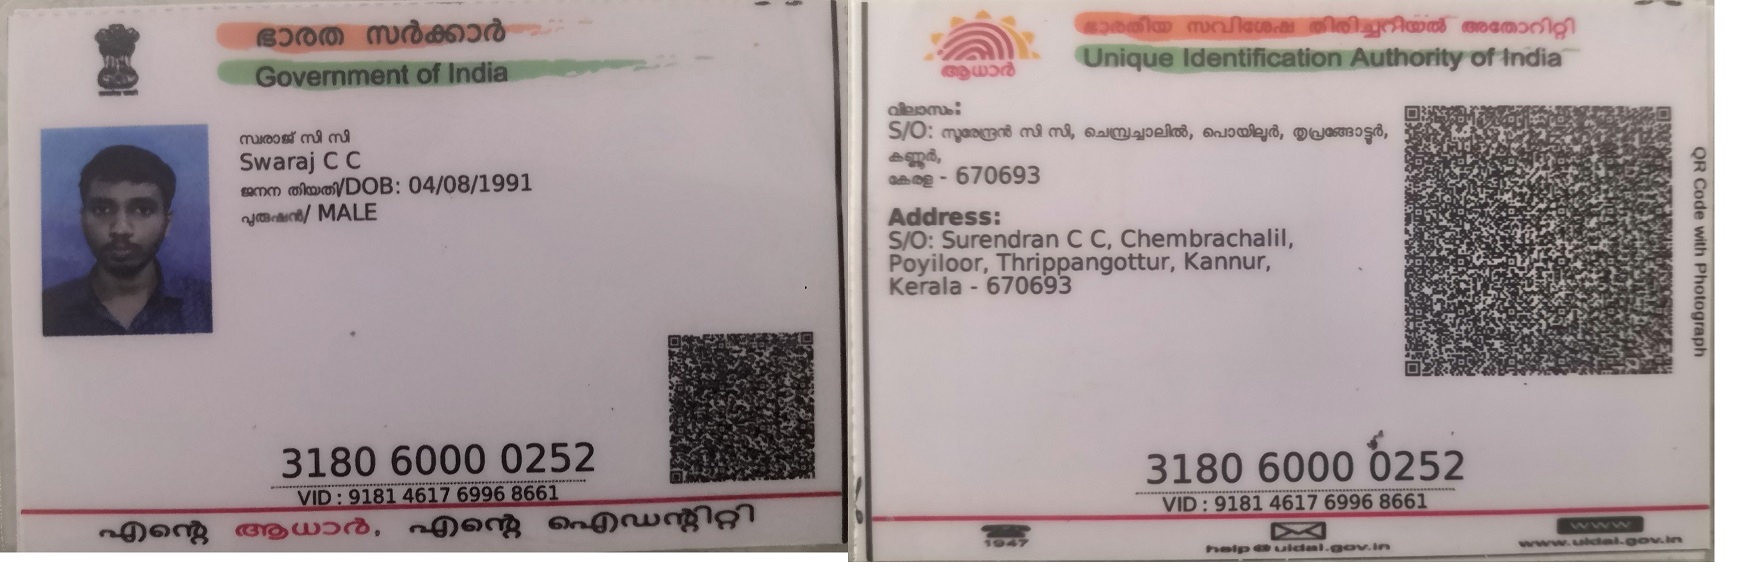 ഭാരത സർക്കാർ
Government of India
സ്വരാജ് സി സി
Swaraj C C
ജനന തിയതി/DOB: 04/08/1991
പുരുഷൻ/ MALE
3180 6000 0252
VID : 9181 4617 6996 8661
എന്റെ ആധാർ, എന്റെ ഐഡന്റിറ്റി
ആധാർ
ഭാരതീയ സവിശേഷ തിരിച്ചറിയൽ അതോറിറ്റി
Unique Identification Authority of India
വിലാസം:
S/O: സുരേന്ദ്രൻ സി സി, ചെമ്പ്രച്ചാലിൽ, പൊയിലൂർ, തൃപ്രങ്ങോട്ടൂർ,
കണ്ണൂർ,
കേരള - 670693
Address:
S/O: Surendran C C, Chembrachalil,
Poyiloor, Thrippangottur, Kannur,
Kerala - 670693
QR Code with Photograph
3180 6000 0252
VID : 9181 4617 6996 8661
1947
help@uidai.gov.in
www
www.uidai.gov.in